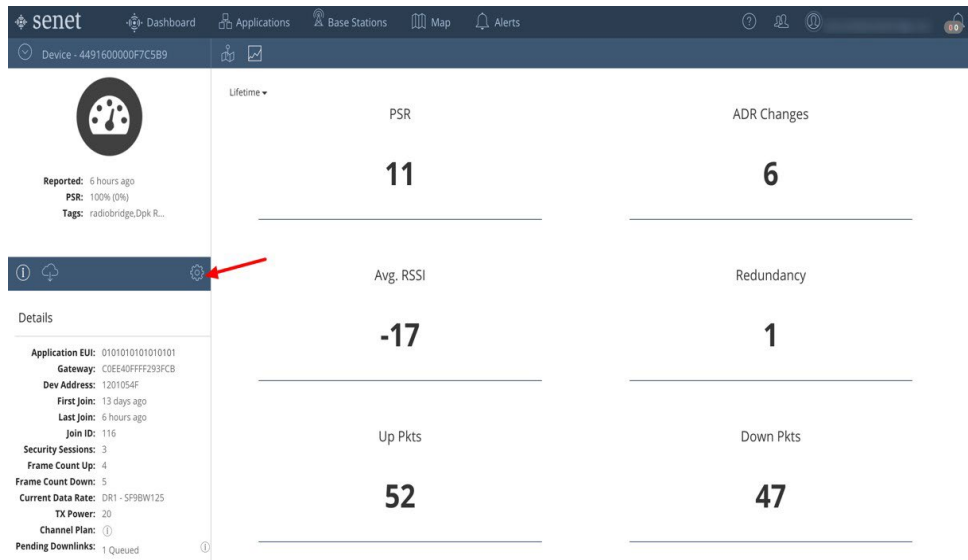 senet Dashboard Applications Base Stations Map Alerts
Device - 4491600000F7C5B9
Reported: 6 hours ago
PSR: 100% (0%)
Tags: radiobridge,Dpk R...
Details
Application EUI: 0101010101010101
Gateway: C0EE40FFFF293FCB
Dev Address: 1201054F
First Join: 13 days ago
Last Join: 6 hours ago
Join ID: 116
Security Sessions: 3
Frame Count Up: 4
Frame Count Down: 5
Current Data Rate: DR1 - SF9BW125
TX Power: 20
Channel Plan:
Pending Downlinks: 1 Queued
Lifetime
PSR
11
ADR Changes
6
Avg. RSSI
-17
Redundancy
1
Up Pkts
52
Down Pkts
47